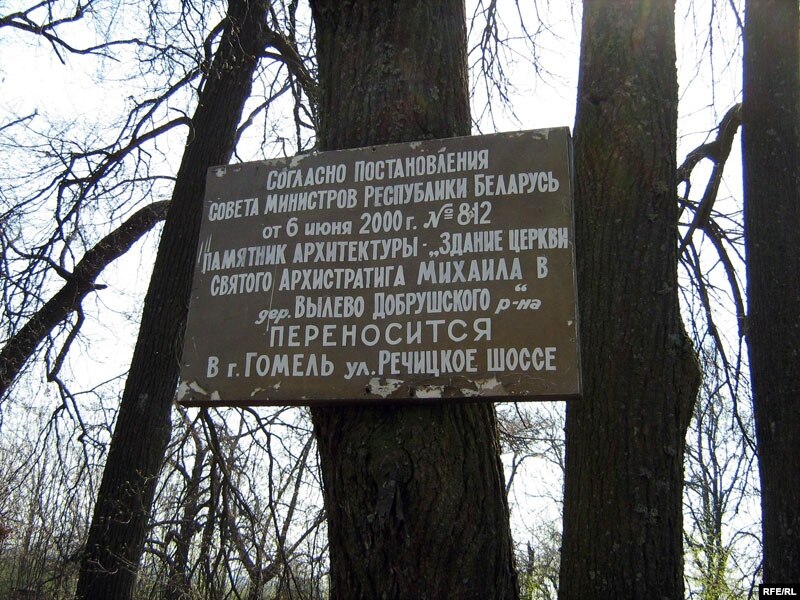 СОГЛАСНО ПОСТАНОВЛЕНИЯ
СОВЕТА МИНИСТРОВ РЕСПУБЛИКИ БЕЛАРУСЬ
от 6 июня 2000 г. № 812
ПАМЯТНИК АРХИТЕКТУРЫ - „ЗДАНИЕ ЦЕРКВИ
СВЯТОГО АРХИСТРАТИГА МИХАИЛА В
дер. ВЫЛЕВО ДОБРУШСКОГО р-на“
ПЕРЕНОСИТСЯ
В г. ГОМЕЛЬ ул. РЕЧИЦКОЕ ШОССЕ
RFE/RL